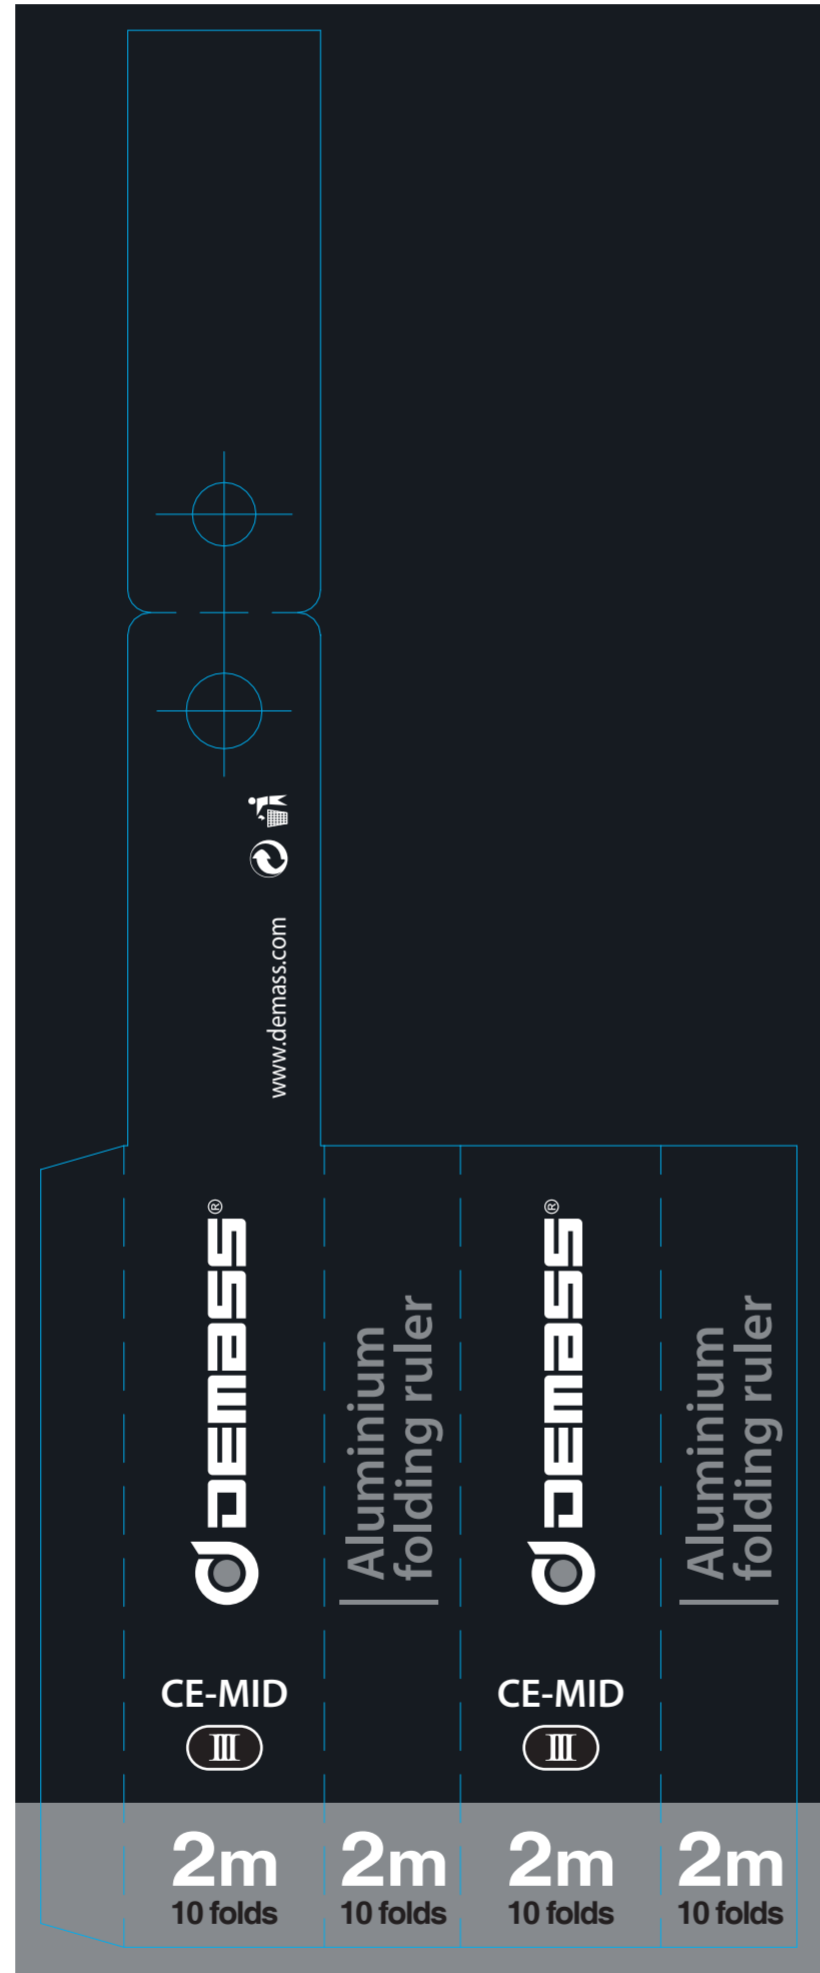 www.demass.com
DEMASS®
Aluminium
folding ruler
DEMASS®
Aluminium
folding ruler
CE-MID
III
CE-MID
III
2m
10 folds
2m
10 folds
2m
10 folds
2m
10 folds